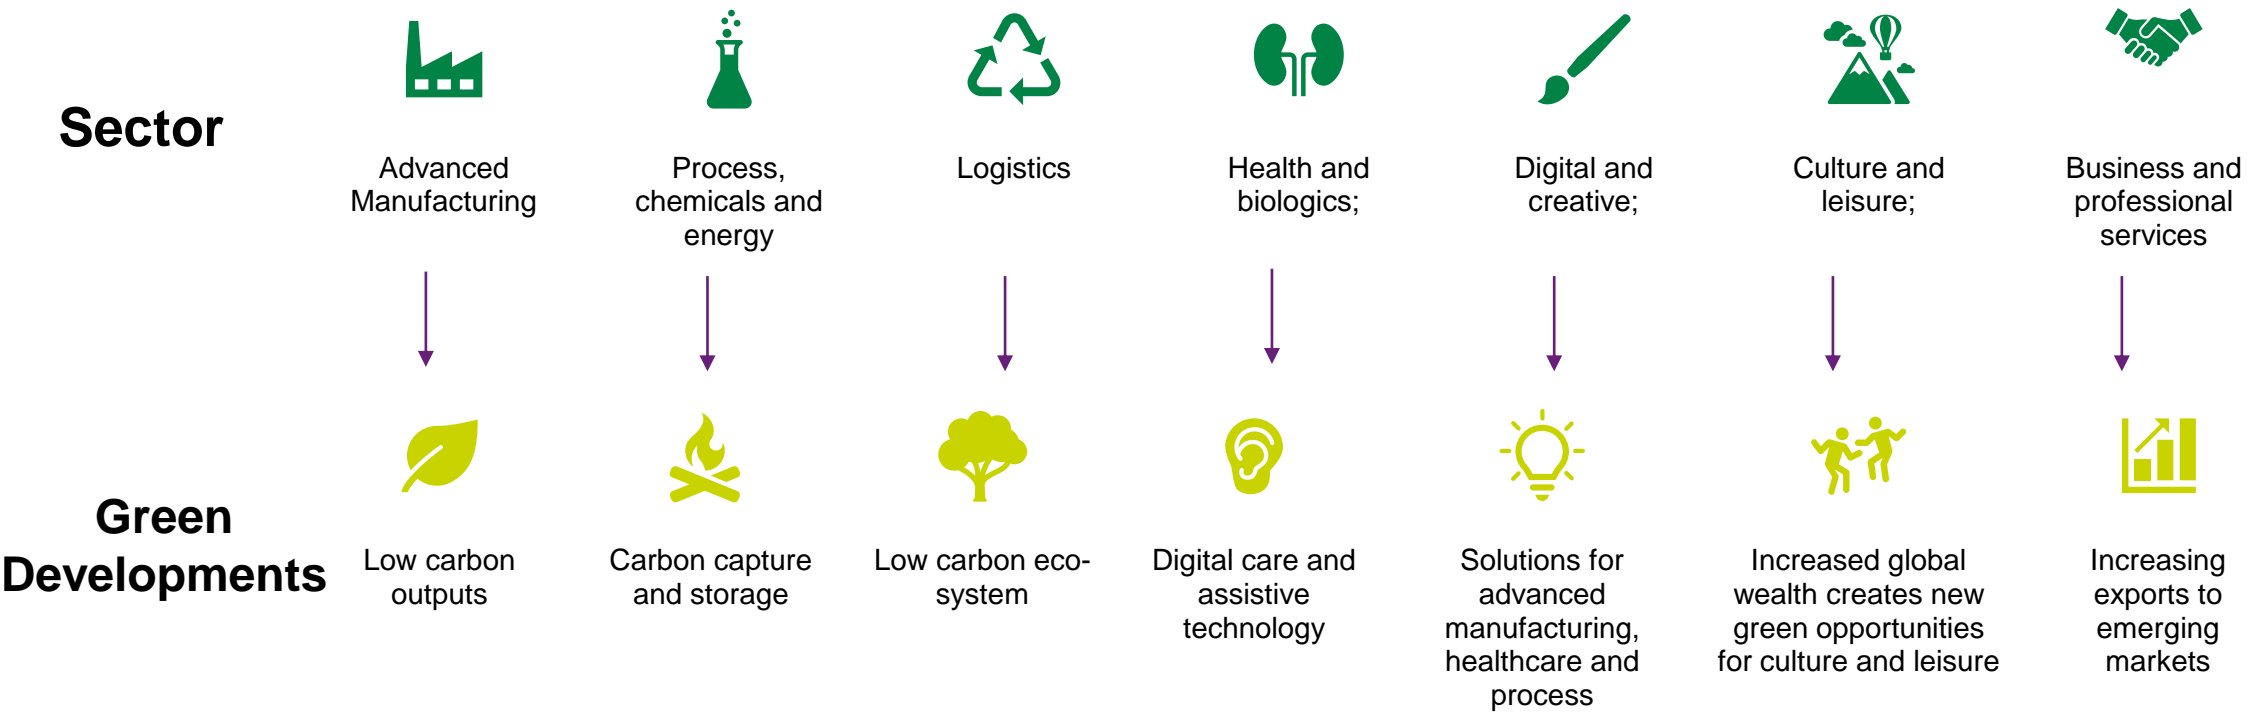 Sector
Advanced
Manufacturing
Process,
chemicals and
energy
Logistics
Health and
biologics;
Digital and
creative;
Culture and
leisure;
Business and
professional
services
Green
Developments
Low carbon
outputs
Carbon capture
and storage
Low carbon eco-
system
Digital care and
assistive
technology
Solutions for
advanced
manufacturing,
healthcare and
process
Increased global
wealth creates new
green opportunities
for culture and leisure
Increasing
exports to
emerging
markets